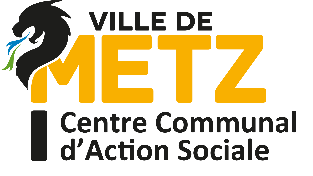 VILLE DE
METZ
Centre Communal
d'Action Sociale